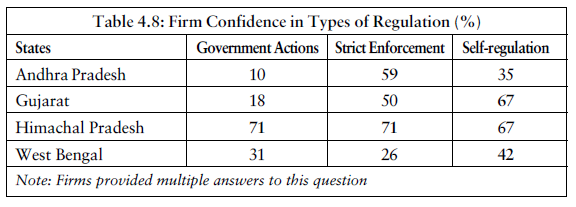 Table 4.8: Firm Confidence in Types of Regulation (%)
States Government Actions Strict Enforcement Self-regulation
Andhra Pradesh 10 59 35
Gujarat 18 50 67
Himachal Pradesh 71 71 67
West Bengal 31 26 42
Note: Firms provided multiple answers to this question